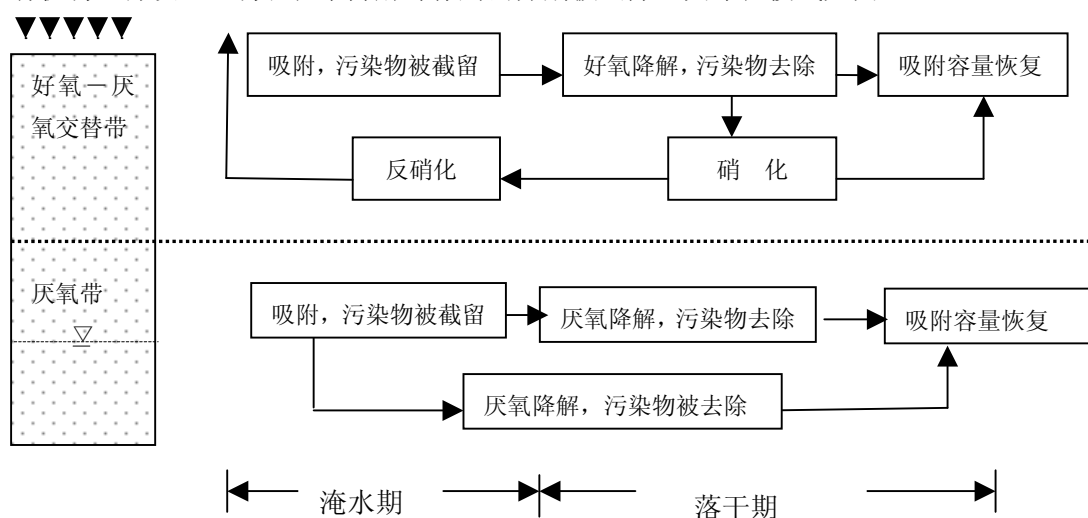 吸附，污染物被截留
好氧降解，污染物去除
吸附容量恢复
好氧－厌
氧交替带
反硝化
硝 化
厌氧带
吸附，污染物被截留
厌氧降解，污染物去除
吸附容量恢复
厌氧降解，污染物被去除
淹水期
落干期